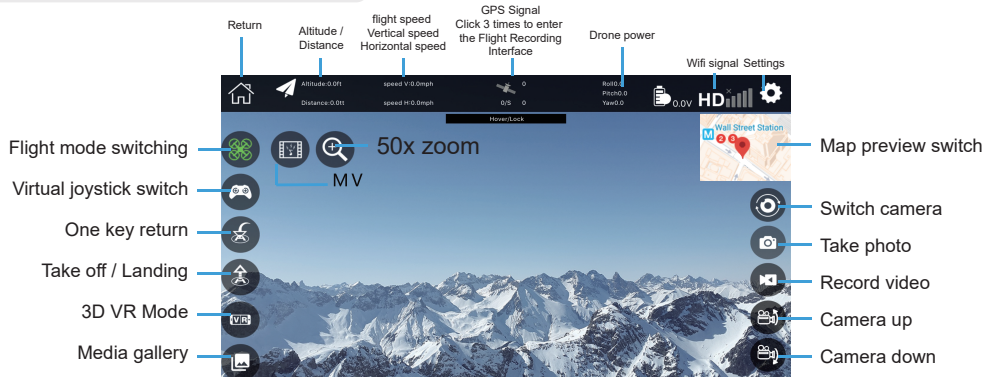 Return
Altitude /
Distance
flight speed
Vertical speed
Horizontal speed
GPS Signal
Click 3 times to enter
the Flight Recording
Interface
Drone power
Wifi signal
Settings
Altitude:0.0ft
speed V:0.0mph
0
Roll0.0
Pitch0.0
Distance:0.0tt
speed H:0.0mph
0/S 0
Yaw0.0
0.0V
HD
Hover/Lock
Flight mode switching
50x zoom
M V
M
Wall Street Station
2 3
Map preview switch
Virtual joystick switch
Switch camera
One key return
Take photo
Take off / Landing
Record video
3D VR Mode
VR
Camera up
Media gallery
Camera down